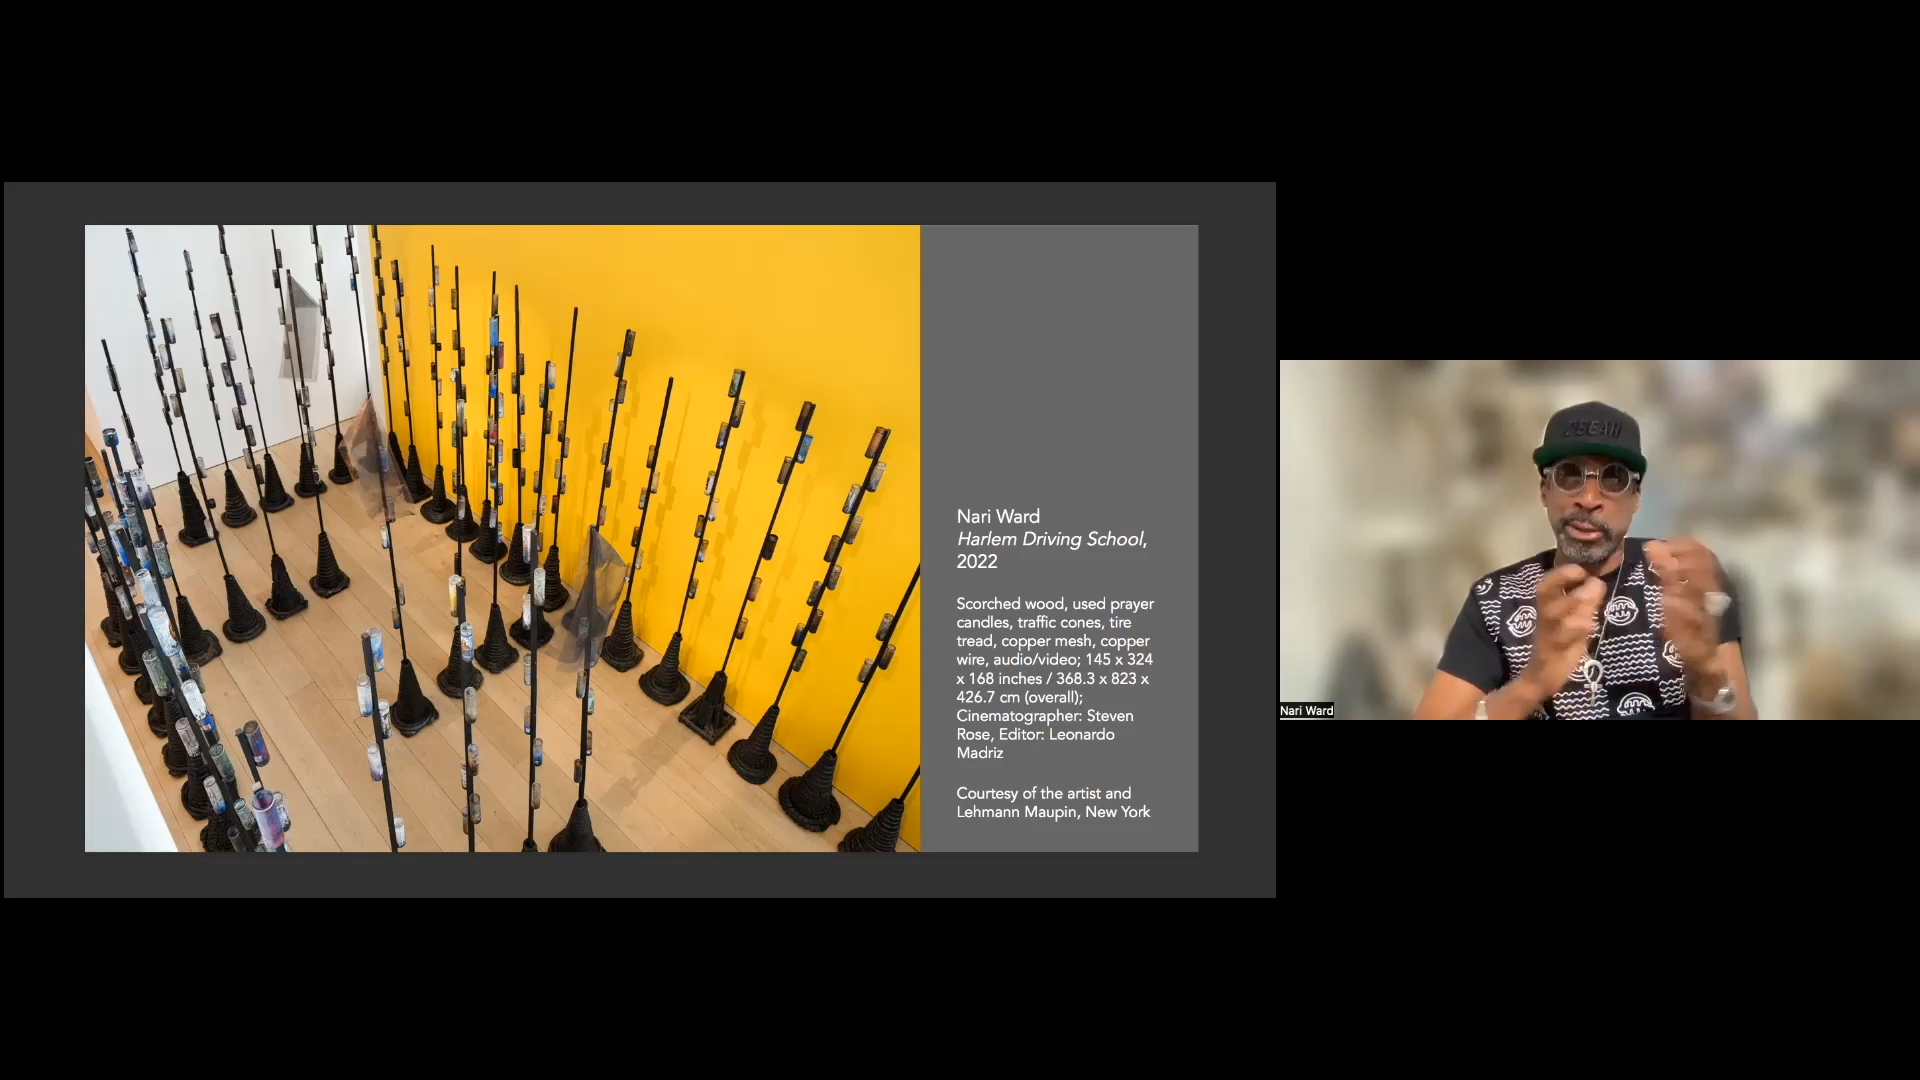 Nari Ward
Harlem Driving School,
2022
Scorched wood, used prayer
candles, traffic cones, tire
tread, copper mesh, copper
wire, audio/video; 145 x 324
x 168 inches / 368.3 x 823 x
426.7 cm (overall);
Cinematographer: Steven
Rose, Editor: Leonardo
Madriz
Courtesy of the artist and
Lehmann Maupin, New York
Nari Ward